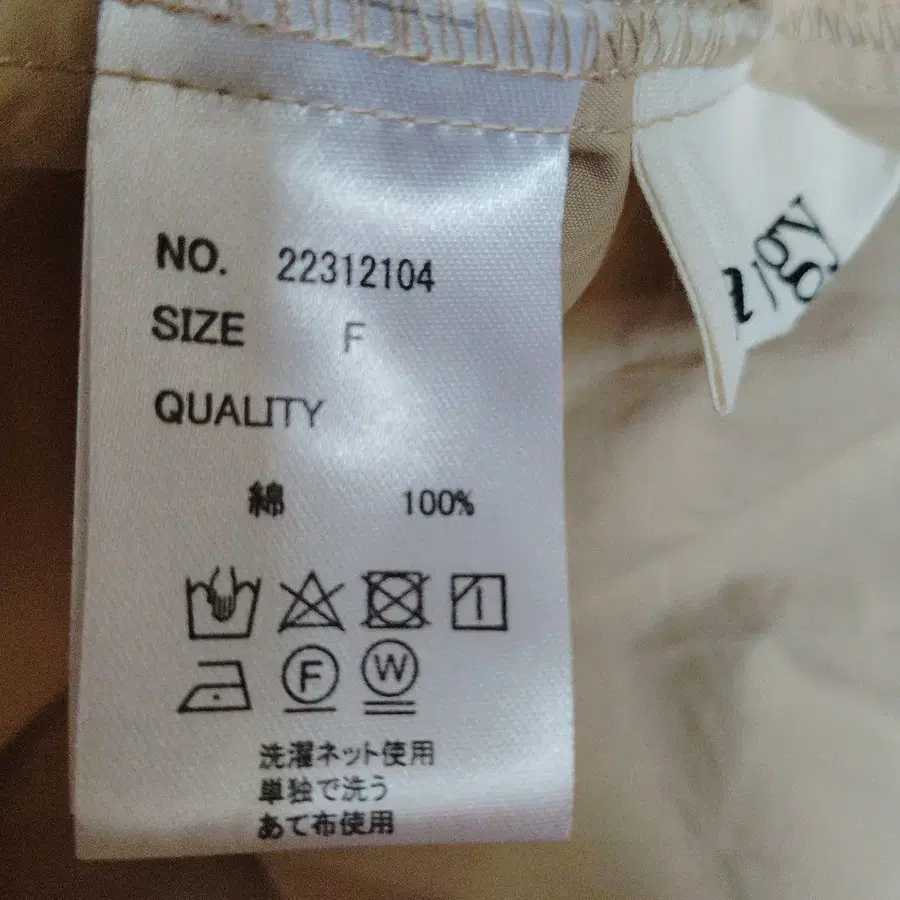 NO. 22312104
SIZE F
QUALITY
綿 100%
F W
洗濯ネット使用
単独で洗う
あて布使用
gy